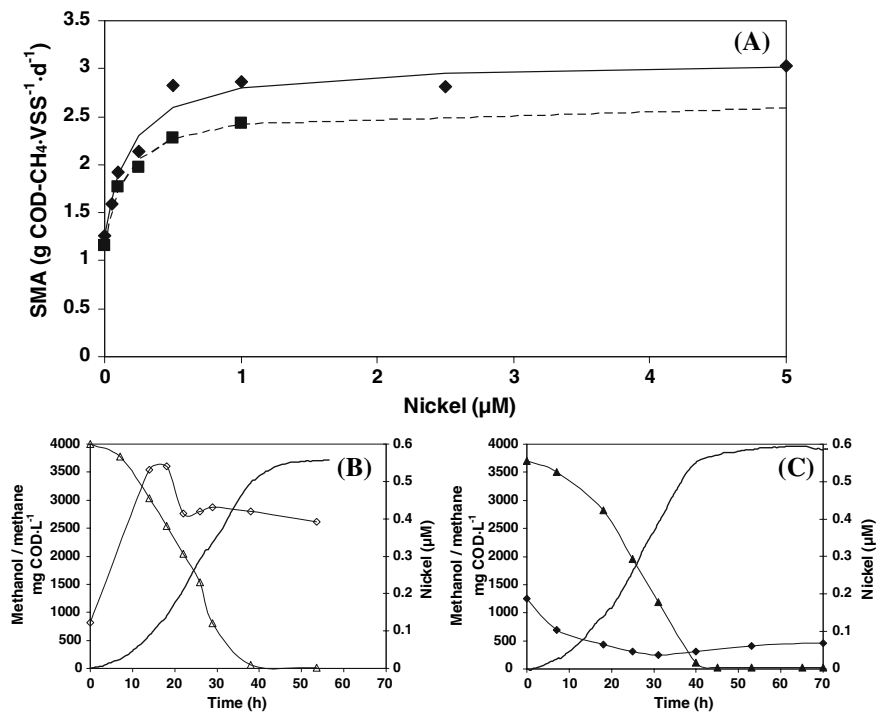 (A)
SMA (g COD-CH₄·VSS⁻¹·d⁻¹)
3.5
3
2.5
2
1.5
1
0.5
0
0 1 2 3 4 5
Nickel (µM)
(B)
Methanol / methane
mg COD·L⁻¹
4000
3500
3000
2500
2000
1500
1000
500
0
0.6
0.5
0.4
0.3
0.2
0.1
0
Nickel (µM)
0 10 20 30 40 50 60 70
Time (h)
(C)
Methanol / methane
mg COD·L⁻¹
4000
3500
3000
2500
2000
1500
1000
500
0
0.6
0.5
0.4
0.3
0.2
0.1
0
Nickel (µM)
0 10 20 30 40 50 60 70
Time (h)